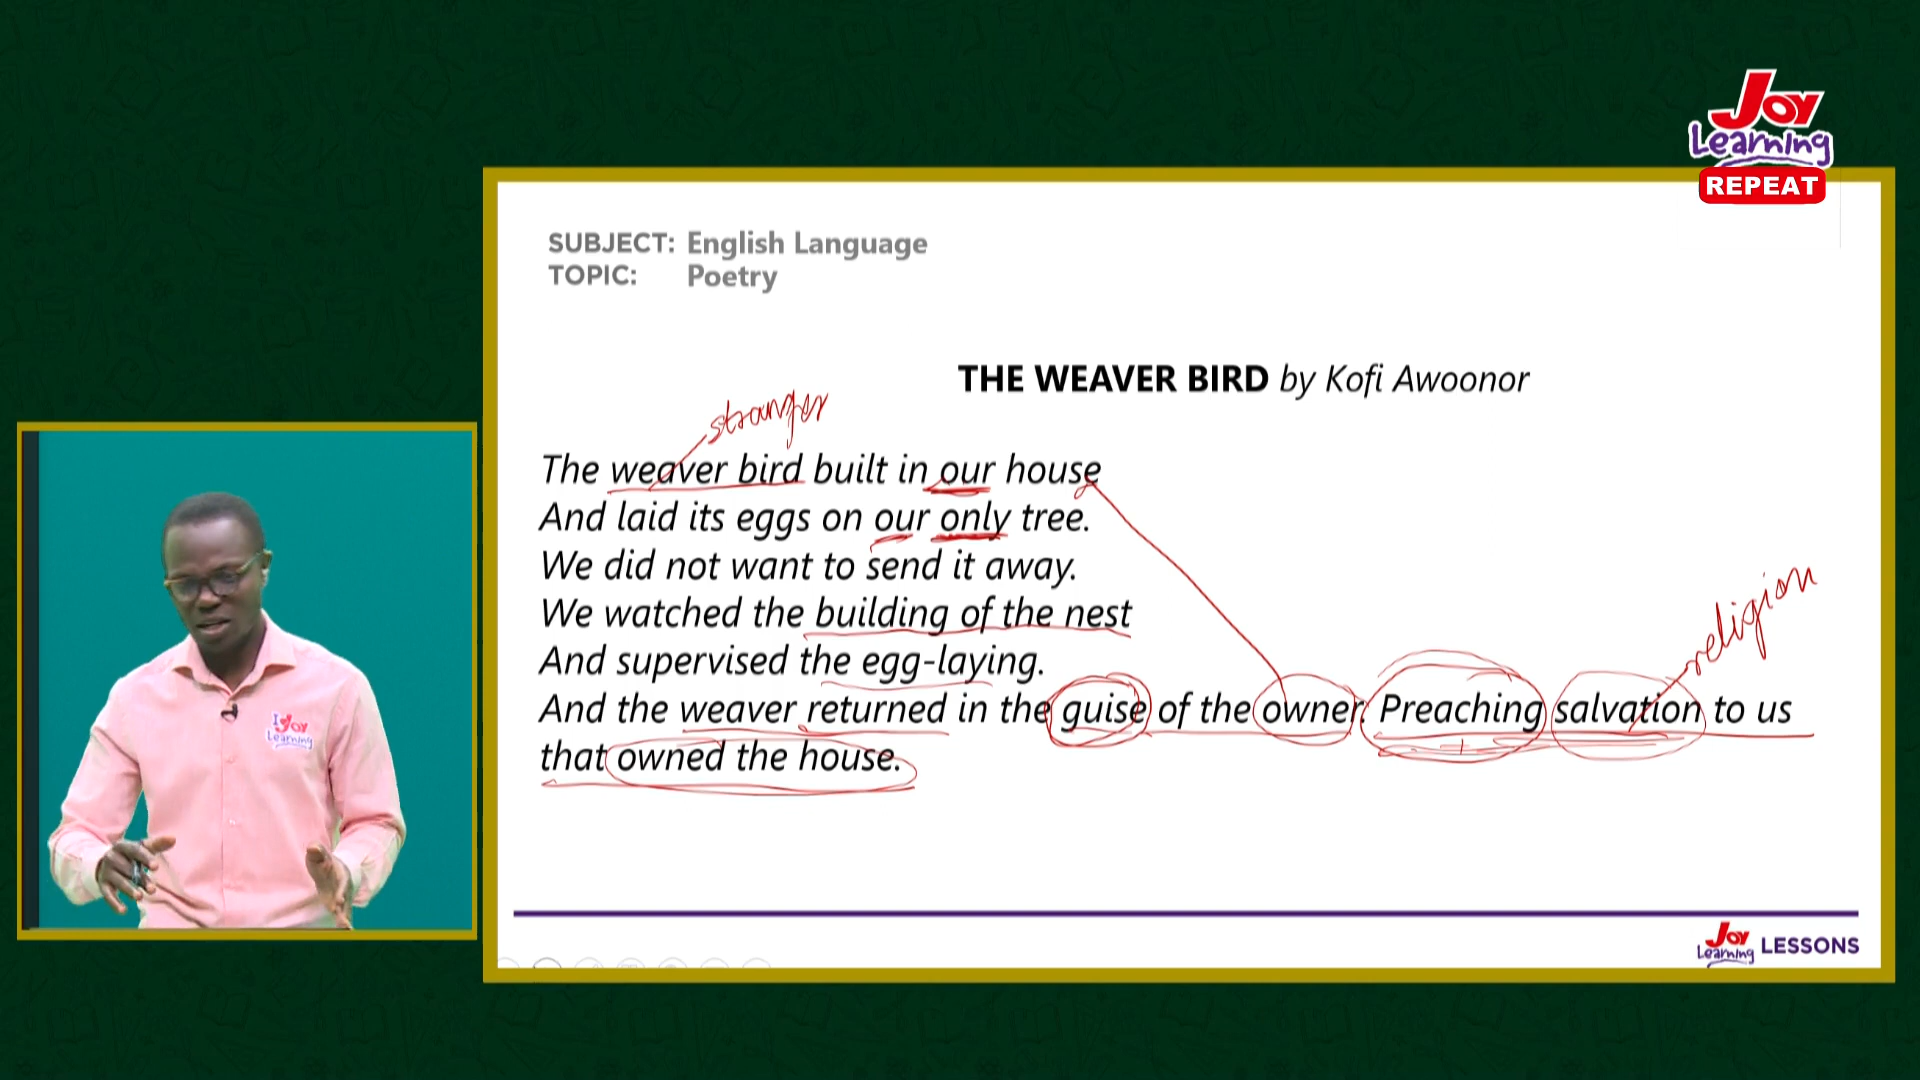 Joy
Learning
REPEAT
SUBJECT: English Language
TOPIC: Poetry
THE WEAVER BIRD by Kofi Awoonor
stranger
The weaver bird built in our house
And laid its eggs on our only tree.
We did not want to send it away.
We watched the building of the nest
And supervised the egg-laying.
religion
And the weaver returned in the guise of the owner. Preaching salvation to us
that owned the house.
I Joy
Learning
Joy
Learning LESSONS